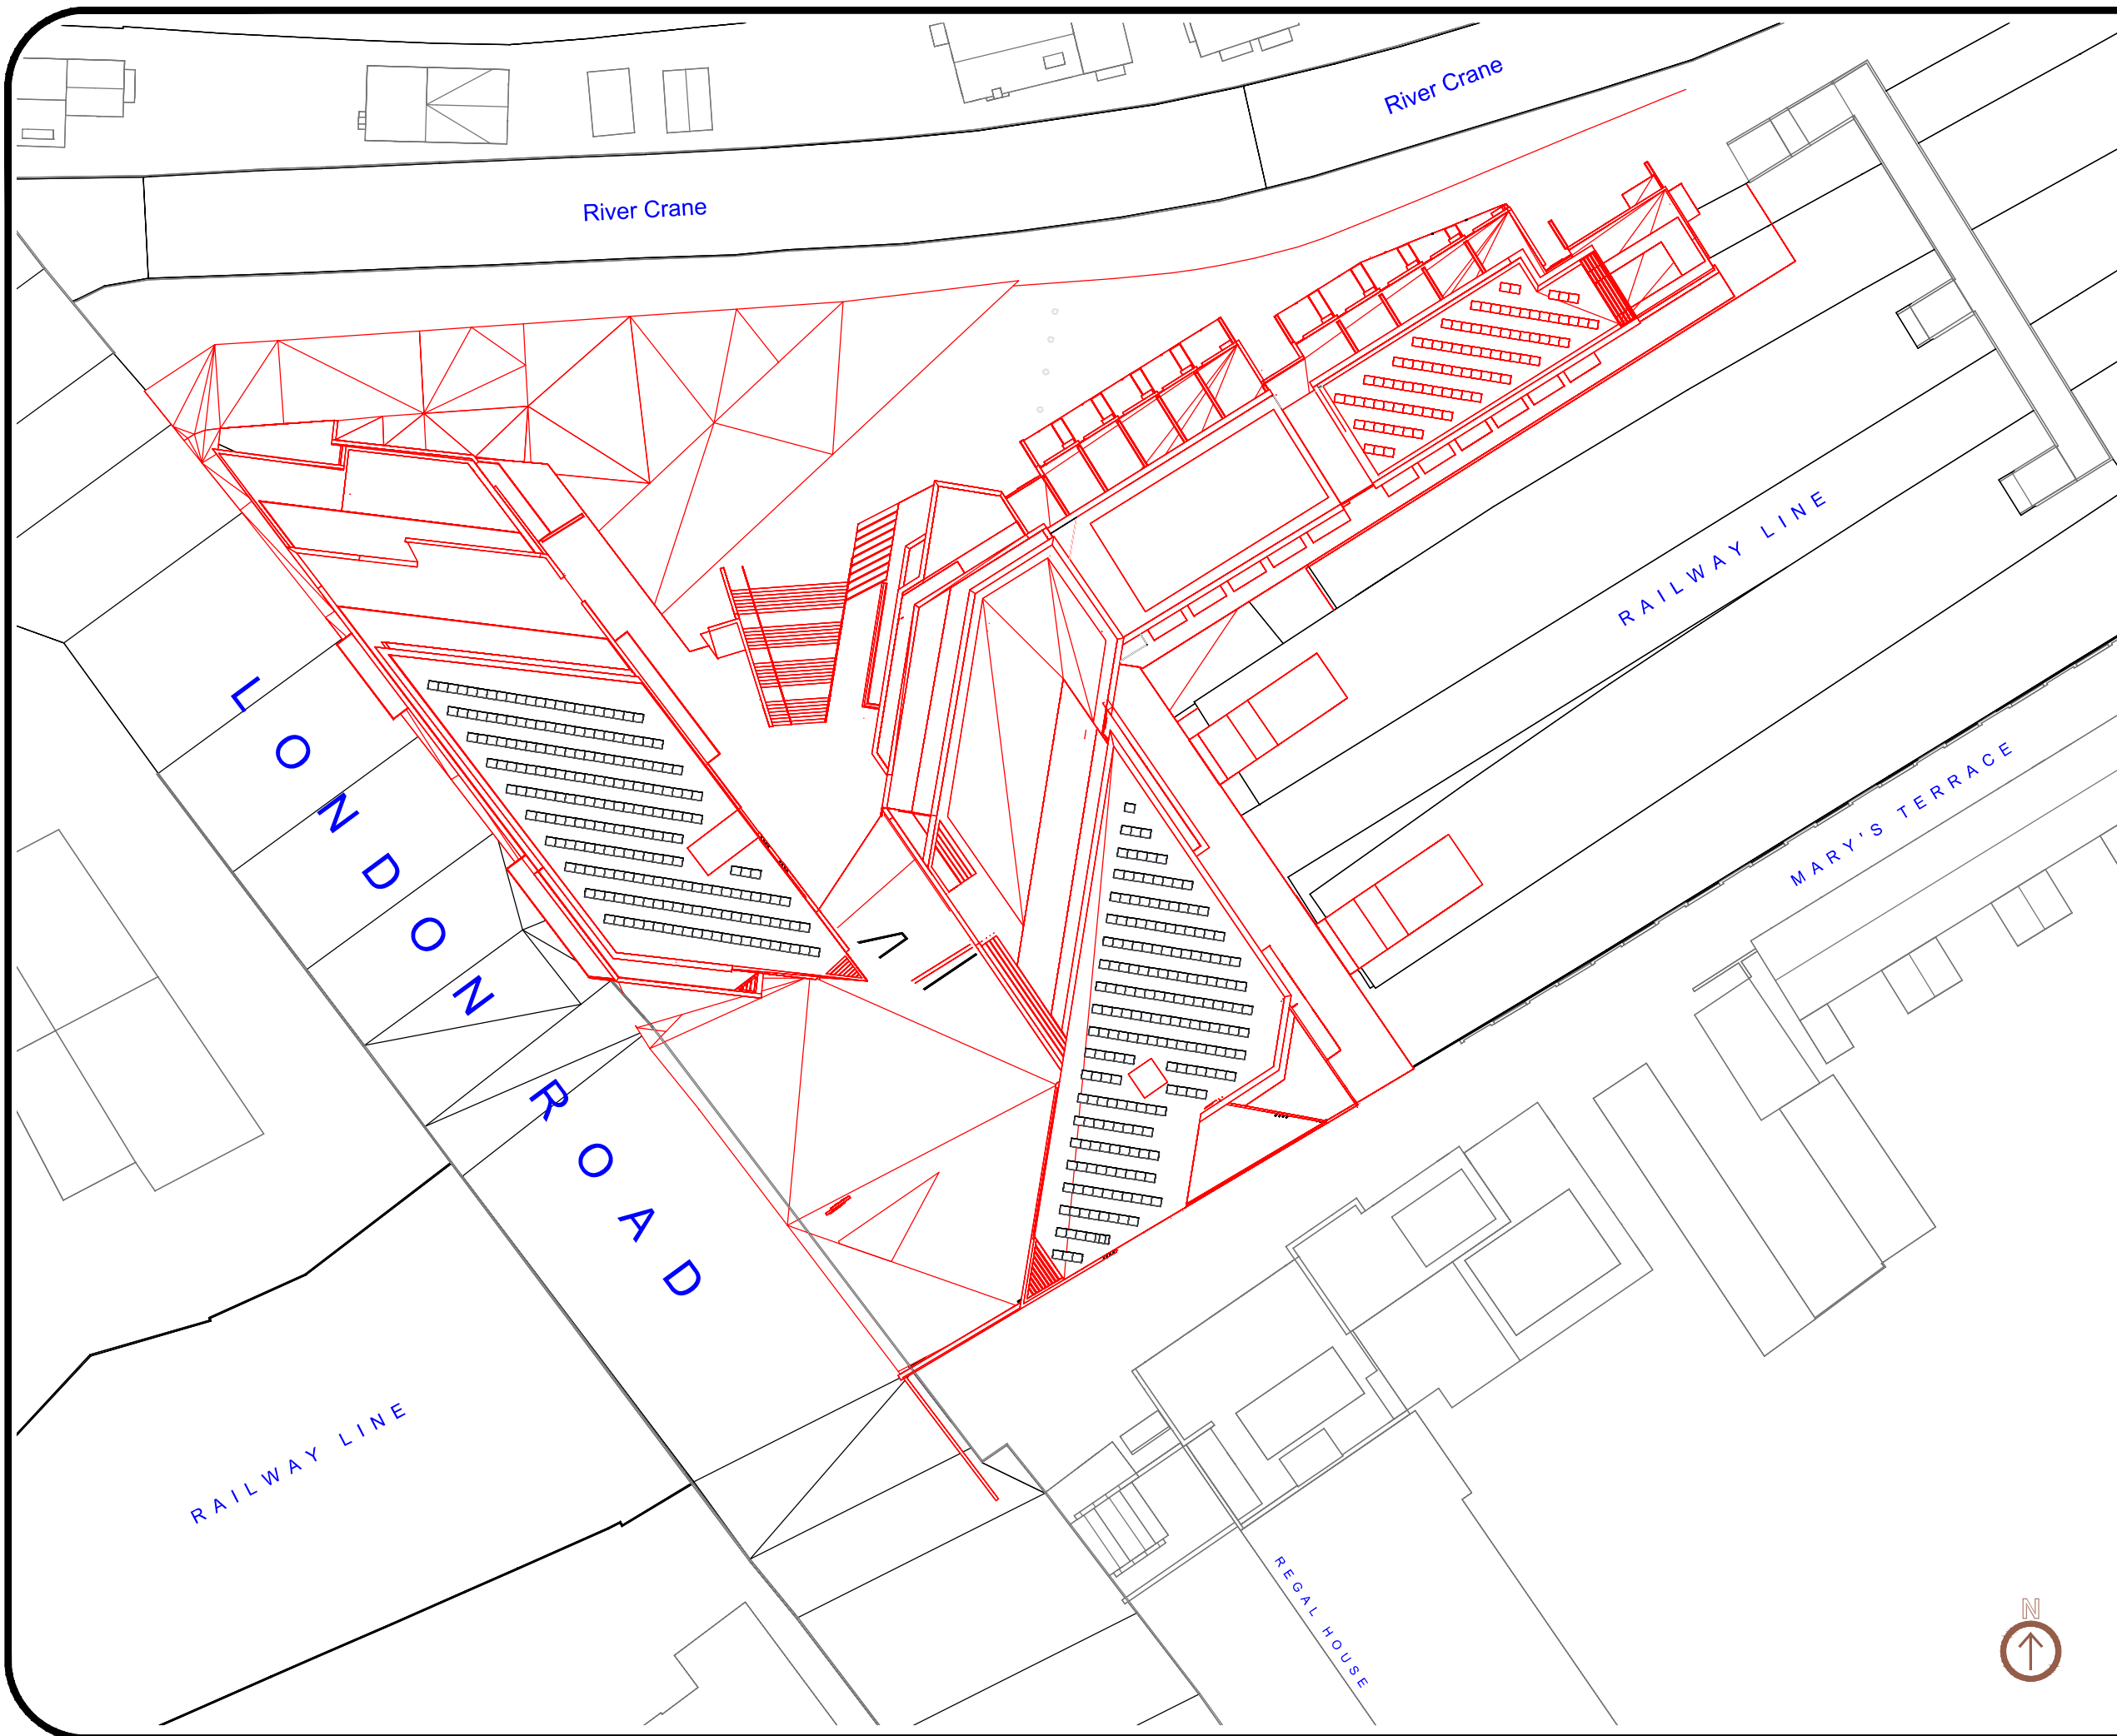 River Crane
River Crane
RAILWAY LINE
LONDON ROAD
MARY'S TERRACE
RAILWAY LINE
REGAL HOUSE
N